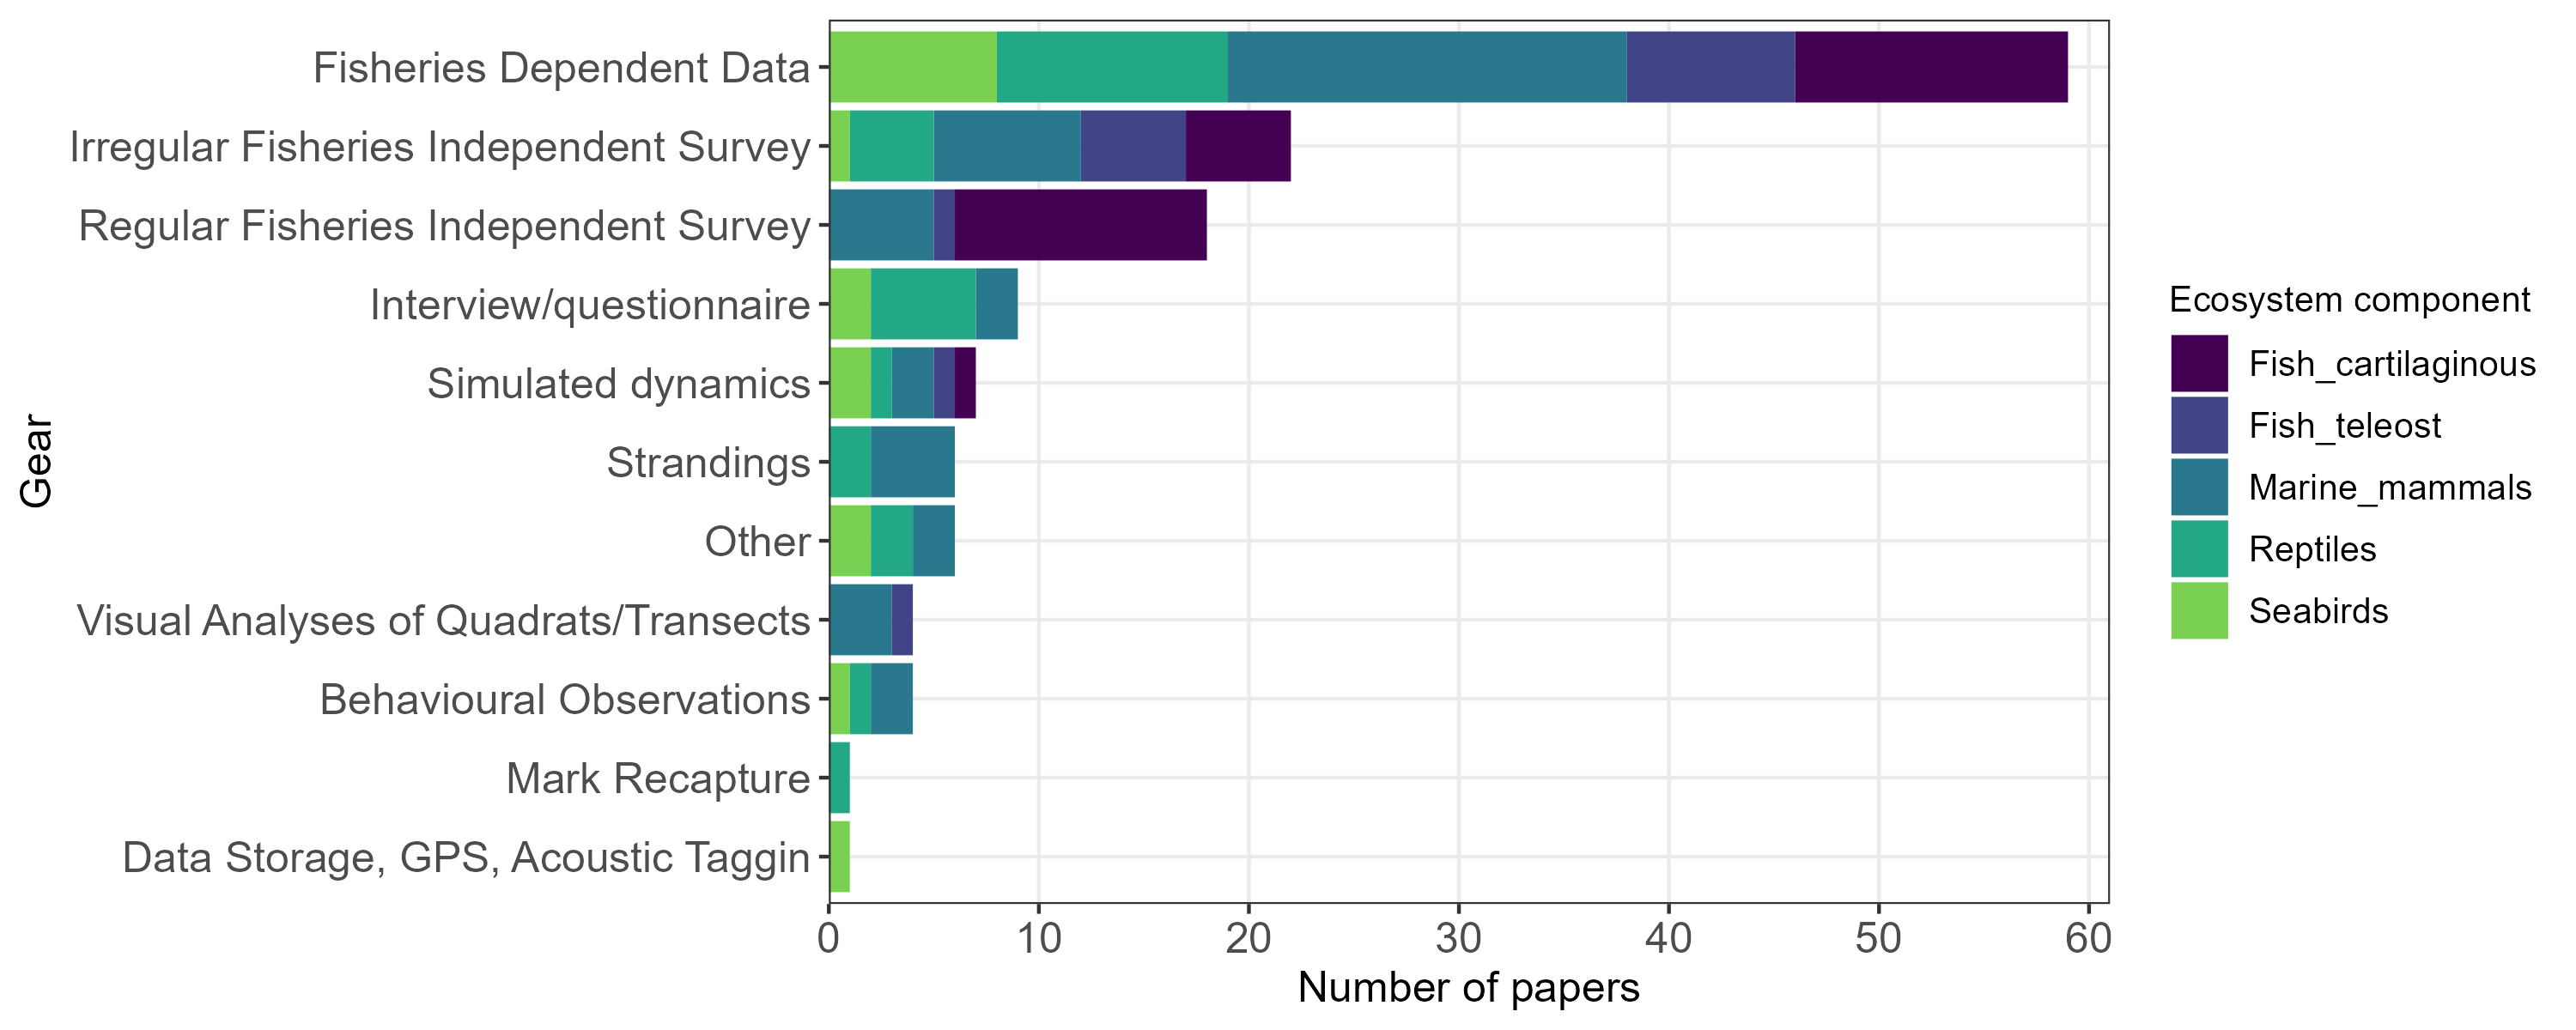 Fisheries Dependent Data
Irregular Fisheries Independent Survey
Regular Fisheries Independent Survey
Interview/questionnaire
Simulated dynamics
Strandings
Other
Visual Analyses of Quadrats/Transects
Behavioural Observations
Mark Recapture
Data Storage, GPS, Acoustic Taggin
Gear
0 10 20 30 40 50 60
Number of papers
Ecosystem component
Fish_cartilaginous
Fish_teleost
Marine_mammals
Reptiles
Seabirds